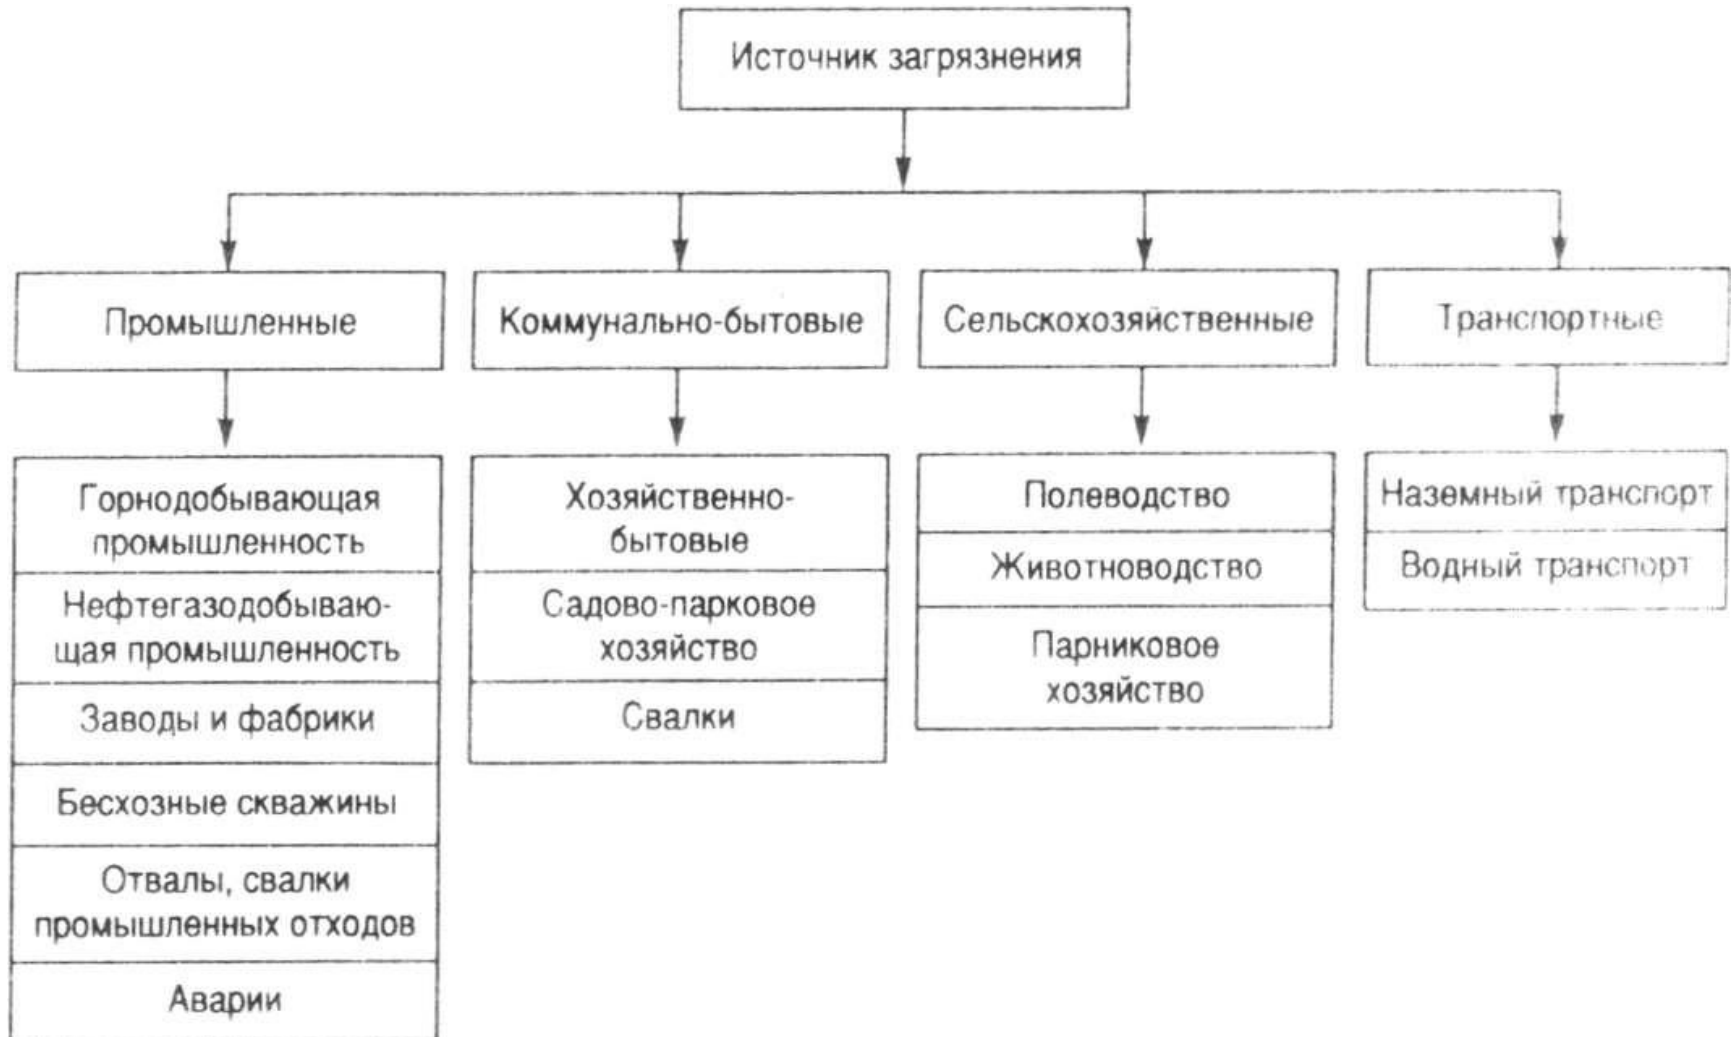 Источник загрязнения
Промышленные
Коммунально-бытовые
Сельскохозяйственные
Транспортные
Горнодобывающая
промышленность
Нефтегазодобываю-
щая промышленность
Заводы и фабрики
Бесхозные скважины
Отвалы, свалки
промышленных отходов
Аварии
Хозяйственно-
бытовые
Садово-парковое
хозяйство
Свалки
Полеводство
Животноводство
Парниковое
хозяйство
Наземный транспорт
Водный транспорт